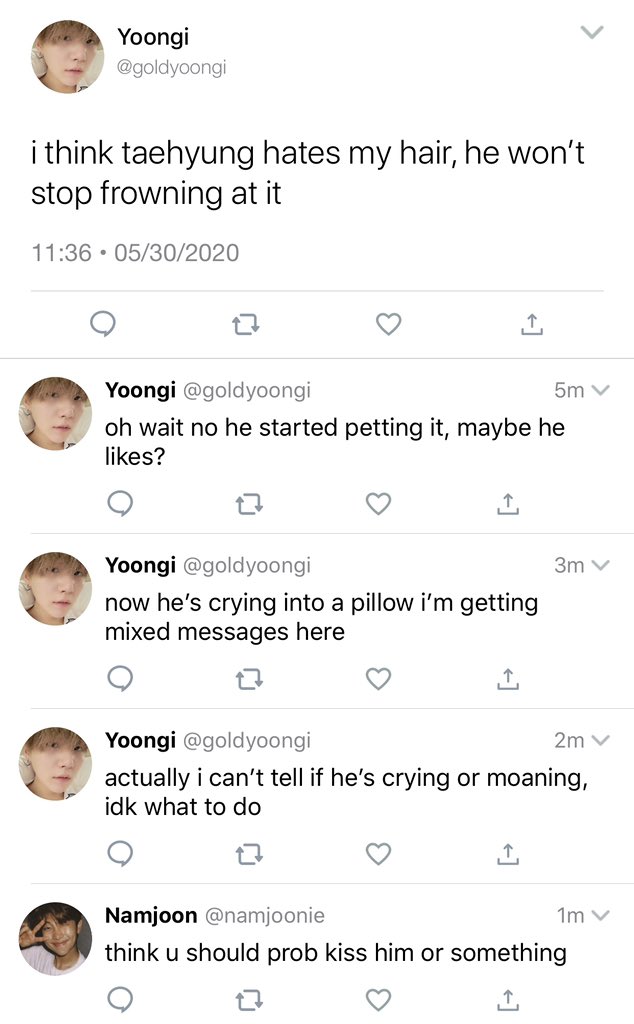 Yoongi
@goldyoongi
i think taehyung hates my hair, he won't
stop frowning at it
11:36 • 05/30/2020
Yoongi @goldyoongi 5m
oh wait no he started petting it, maybe he
likes?
Yoongi @goldyoongi 3m
now he's crying into a pillow i'm getting
mixed messages here
Yoongi @goldyoongi 2m
actually i can't tell if he's crying or moaning,
idk what to do
Namjoon @namjoonie 1m
think u should prob kiss him or something